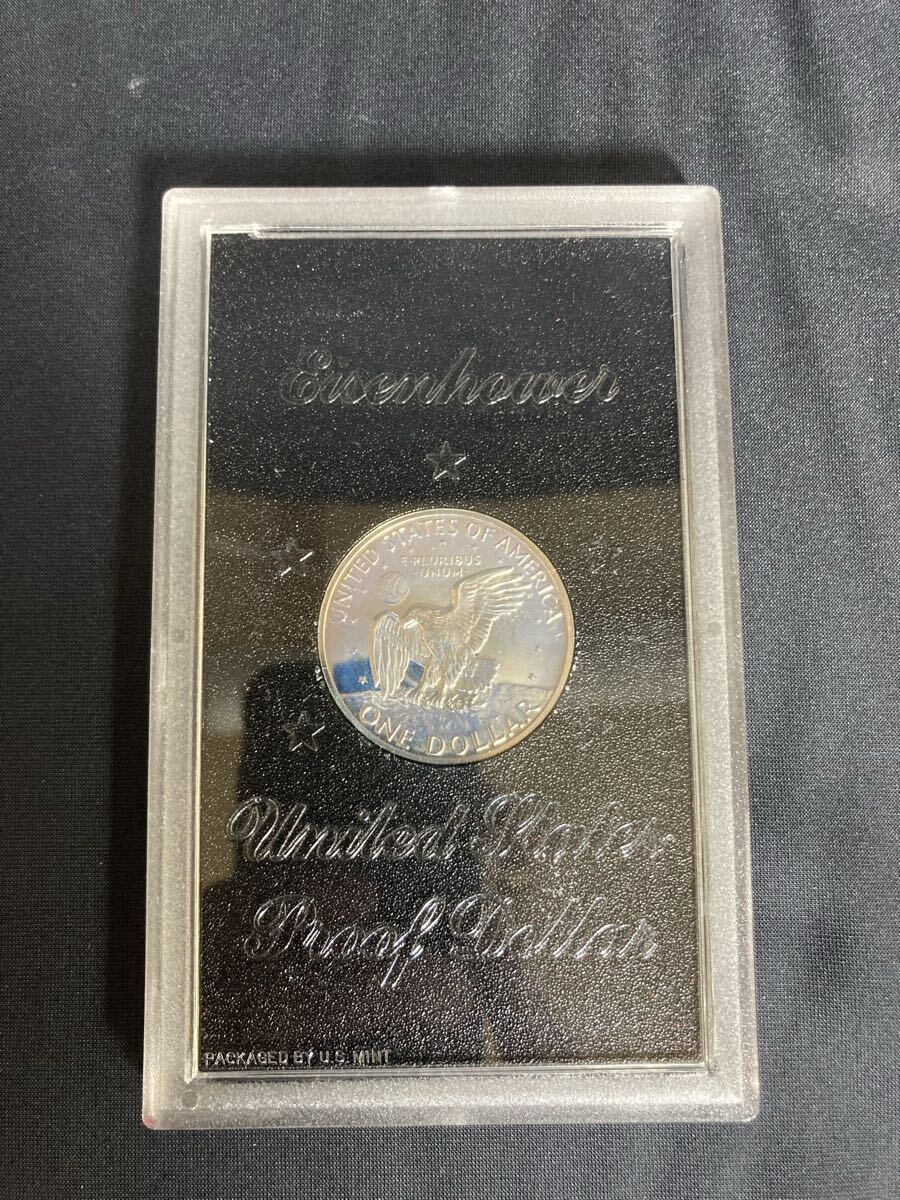 Eisenhower
UNITED STATES OF AMERICA
E·PLURIBUS
·UNUM·
ONE DOLLAR
United States
Proof Dollar
PACKAGED BY U.S. MINT